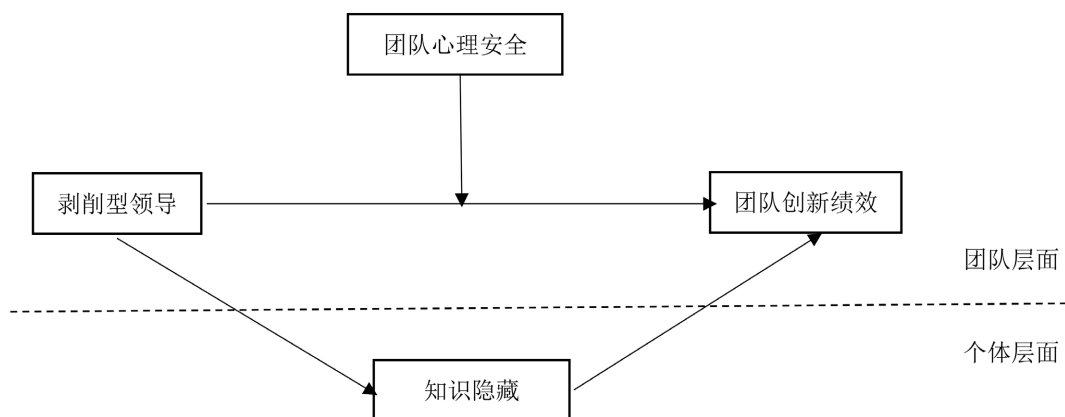 团队心理安全
剥削型领导
团队创新绩效
团队层面
个体层面
知识隐藏